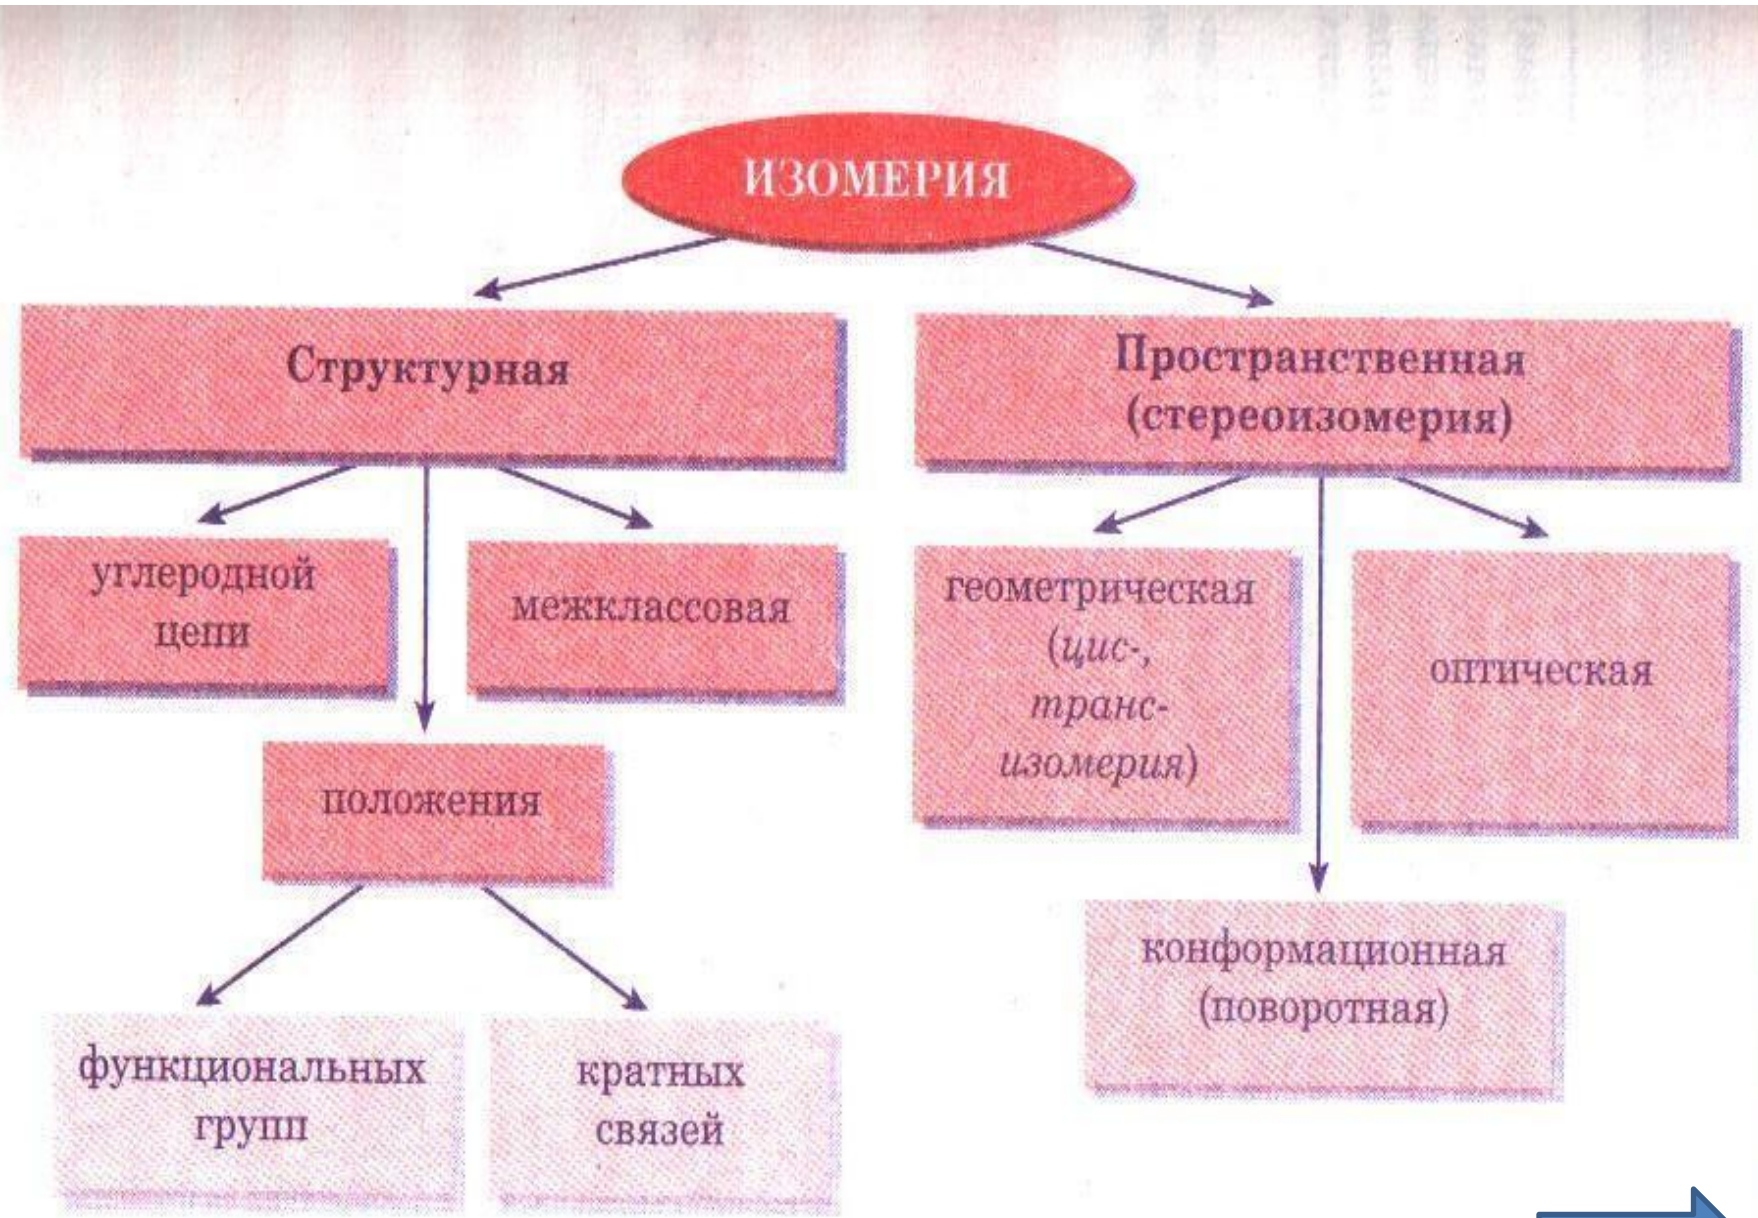 ИЗОМЕРИЯ
Структурная
Пространственная
(стереоизомерия)
углеродной
цепи
межклассовая
геометрическая
(цис-,
транс-
изомерия)
оптическая
положения
конформационная
(поворотная)
функциональных
групп
кратных
связей